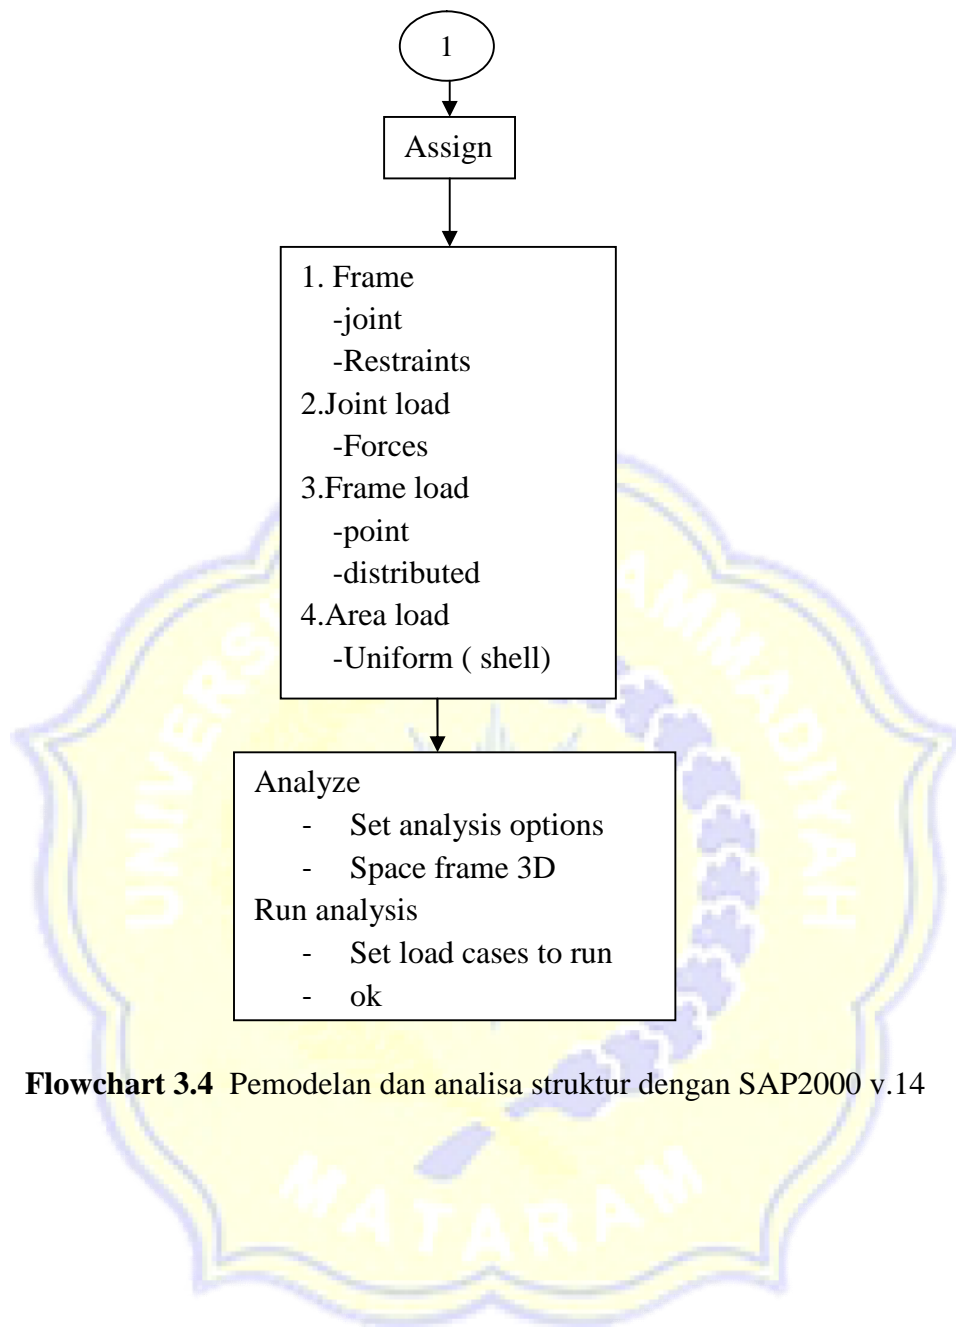 1
Assign
1. Frame
-joint
-Restraints
2.Joint load
-Forces
3.Frame load
-point
-distributed
4.Area load
-Uniform ( shell)
Analyze
- Set analysis options
- Space frame 3D
Run analysis
- Set load cases to run
- ok
Flowchart 3.4 Pemodelan dan analisa struktur dengan SAP2000 v.14
MATARAM